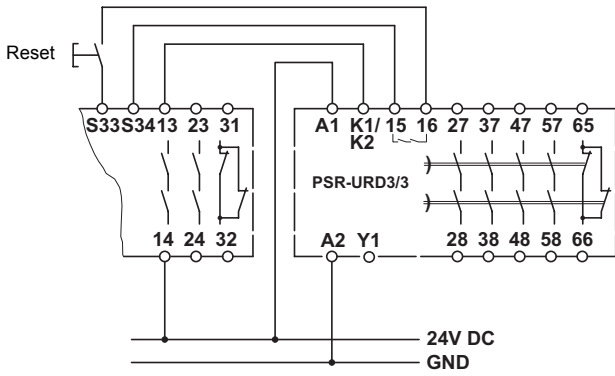 Reset
S33 S34 13 23 31
A1 K1/ 15 16 27 37 47 57 65
K2
PSR-URD3/3
14 24 32
A2 Y1 28 38 48 58 66
24V DC
GND